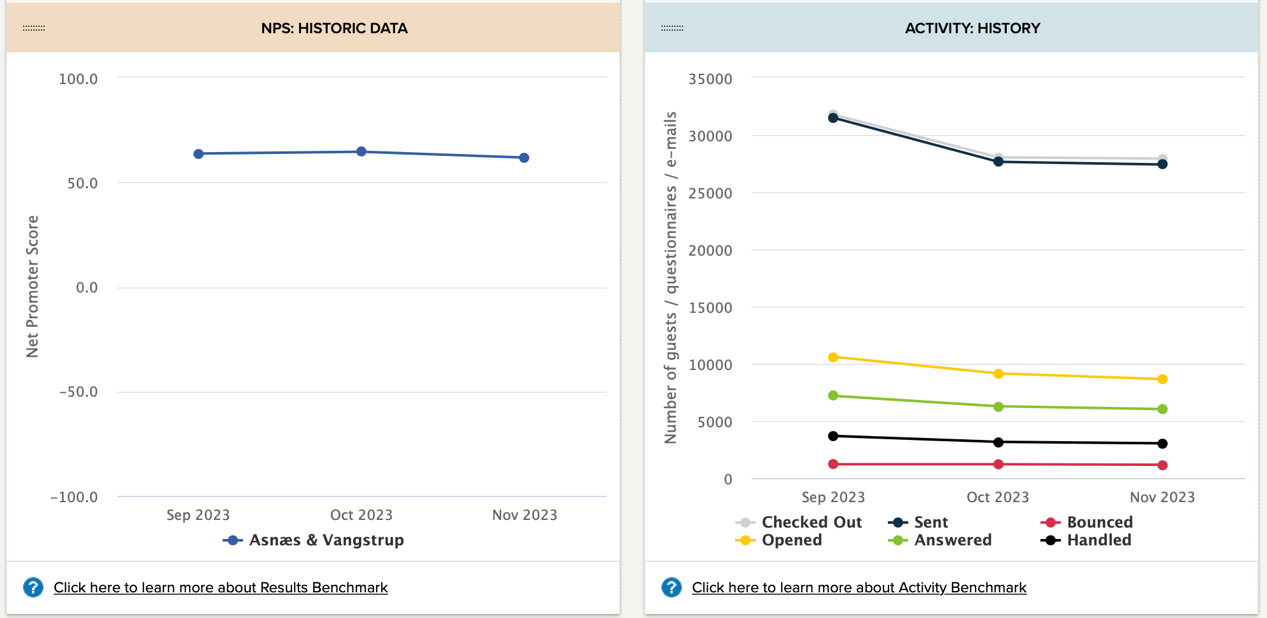 NPS: HISTORIC DATA
100.0
50.0
0.0
−50.0
−100.0
Net Promoter Score
Sep 2023 Oct 2023 Nov 2023
Asnæs & Vangstrup
? Click here to learn more about Results Benchmark
ACTIVITY: HISTORY
35000
30000
25000
20000
15000
10000
5000
0
Number of guests / questionnaires / e−mails
Sep 2023 Oct 2023 Nov 2023
Checked Out Sent Bounced
Opened Answered Handled
? Click here to learn more about Activity Benchmark